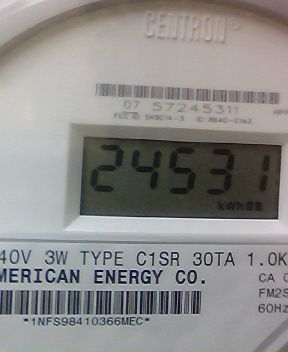 CENTRON®
07 57245311
24531
kWh
40V 3W TYPE C1SR 30TA 1.0K
MERICAN ENERGY CO.
CA 0
FM2S
60Hz
*1NFS98410366MEC*